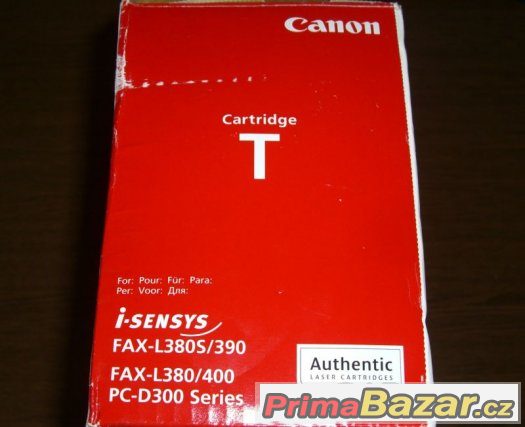 Canon
Cartridge
T
For: Pour: Für: Para:
Per: Voor: Для:
i-SENSYS
FAX-L380S/390
FAX-L380/400
PC-D300 Series
Authentic
LASER CARTRIDGES
PrimaBazar.cz